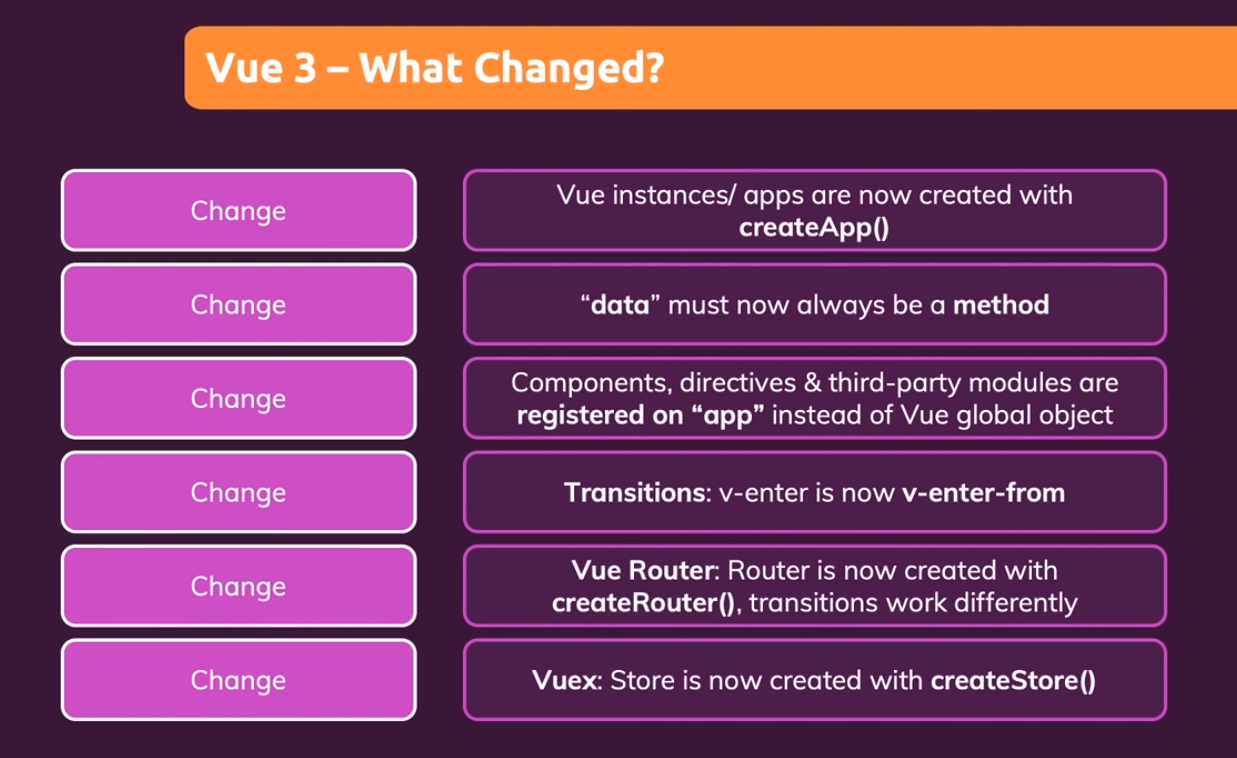 Vue 3 – What Changed?
Change
Vue instances/ apps are now created with
createApp()
Change
“data” must now always be a method
Change
Components, directives & third-party modules are
registered on “app” instead of Vue global object
Change
Transitions: v-enter is now v-enter-from
Change
Vue Router: Router is now created with
createRouter(), transitions work differently
Change
Vuex: Store is now created with createStore()